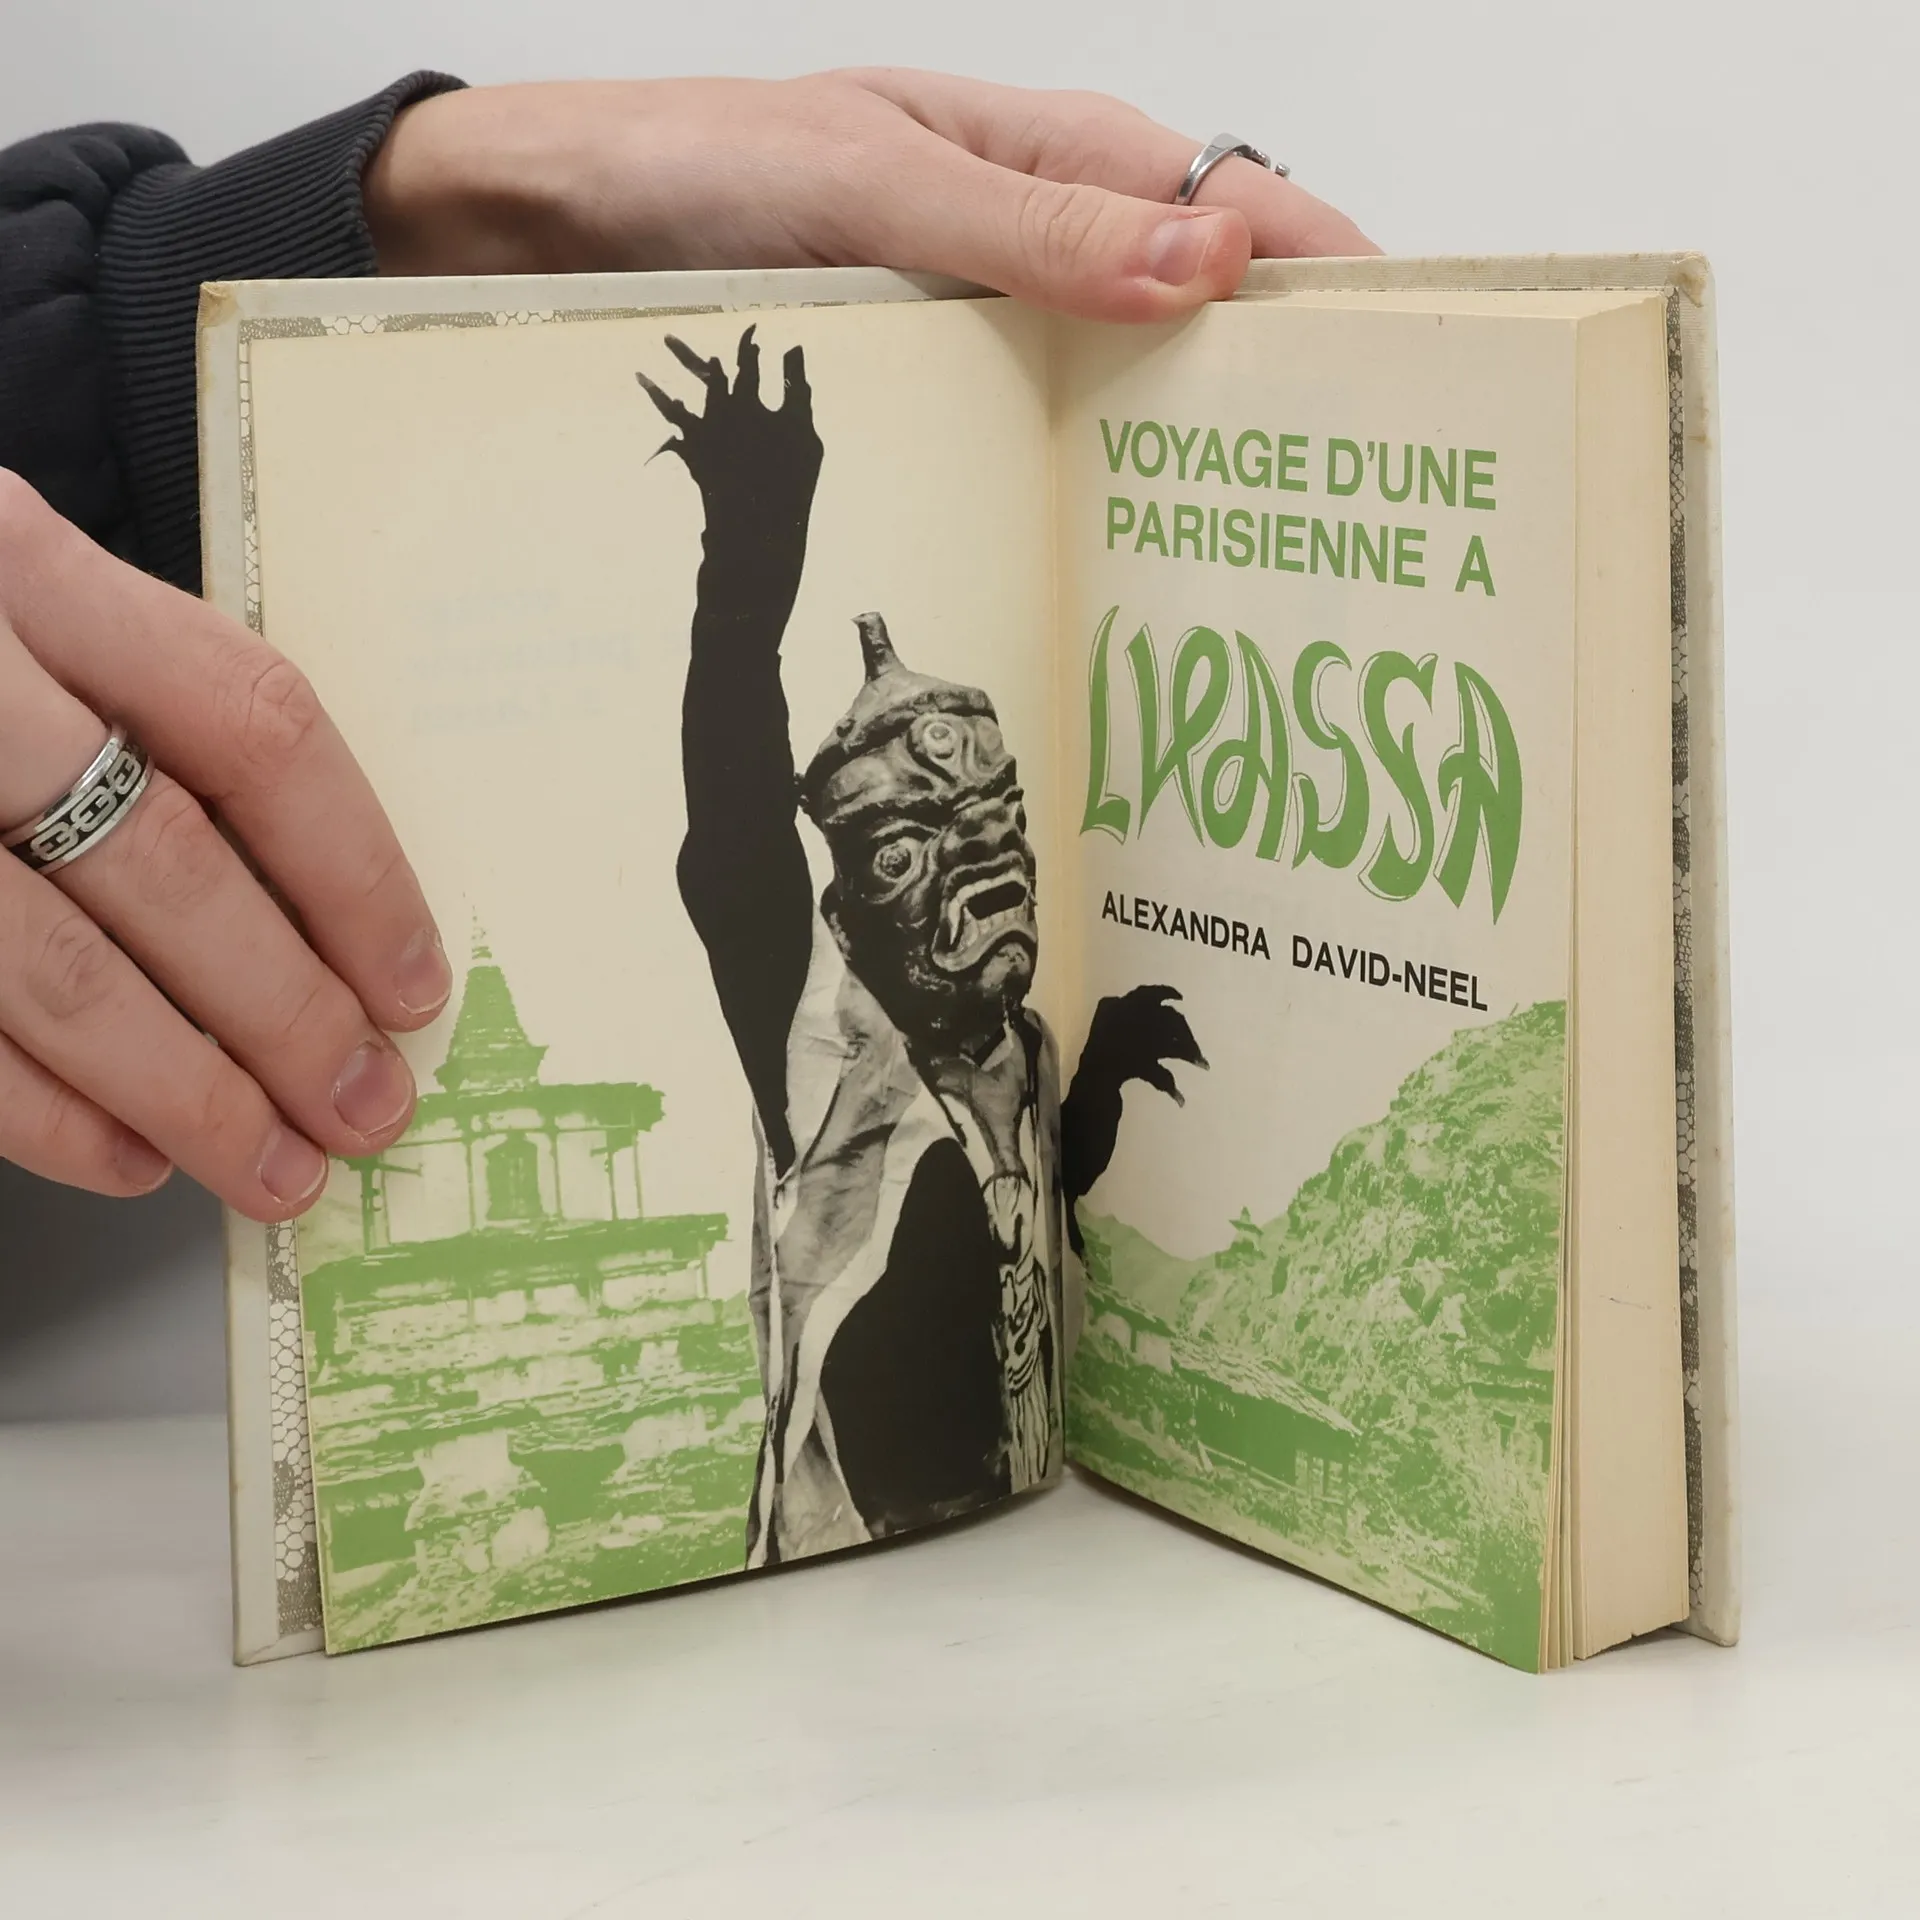 VOYAGE D'UNE
PARISIENNE A
LHASSA
ALEXANDRA DAVID-NEEL